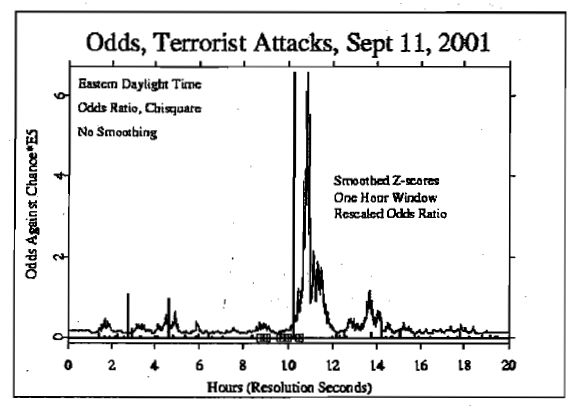 Odds, Terrorist Attacks, Sept 11, 2001
Eastern Daylight Time
Odds Ratio, Chisquare
No Smoothing
Smoothed Z-scores
One Hour Window
Rescaled Odds Ratio
Odds Against Chance*E5
6
4
2
0
0 2 4 6 8 10 12 14 16 18 20
Hours (Resolution Seconds)